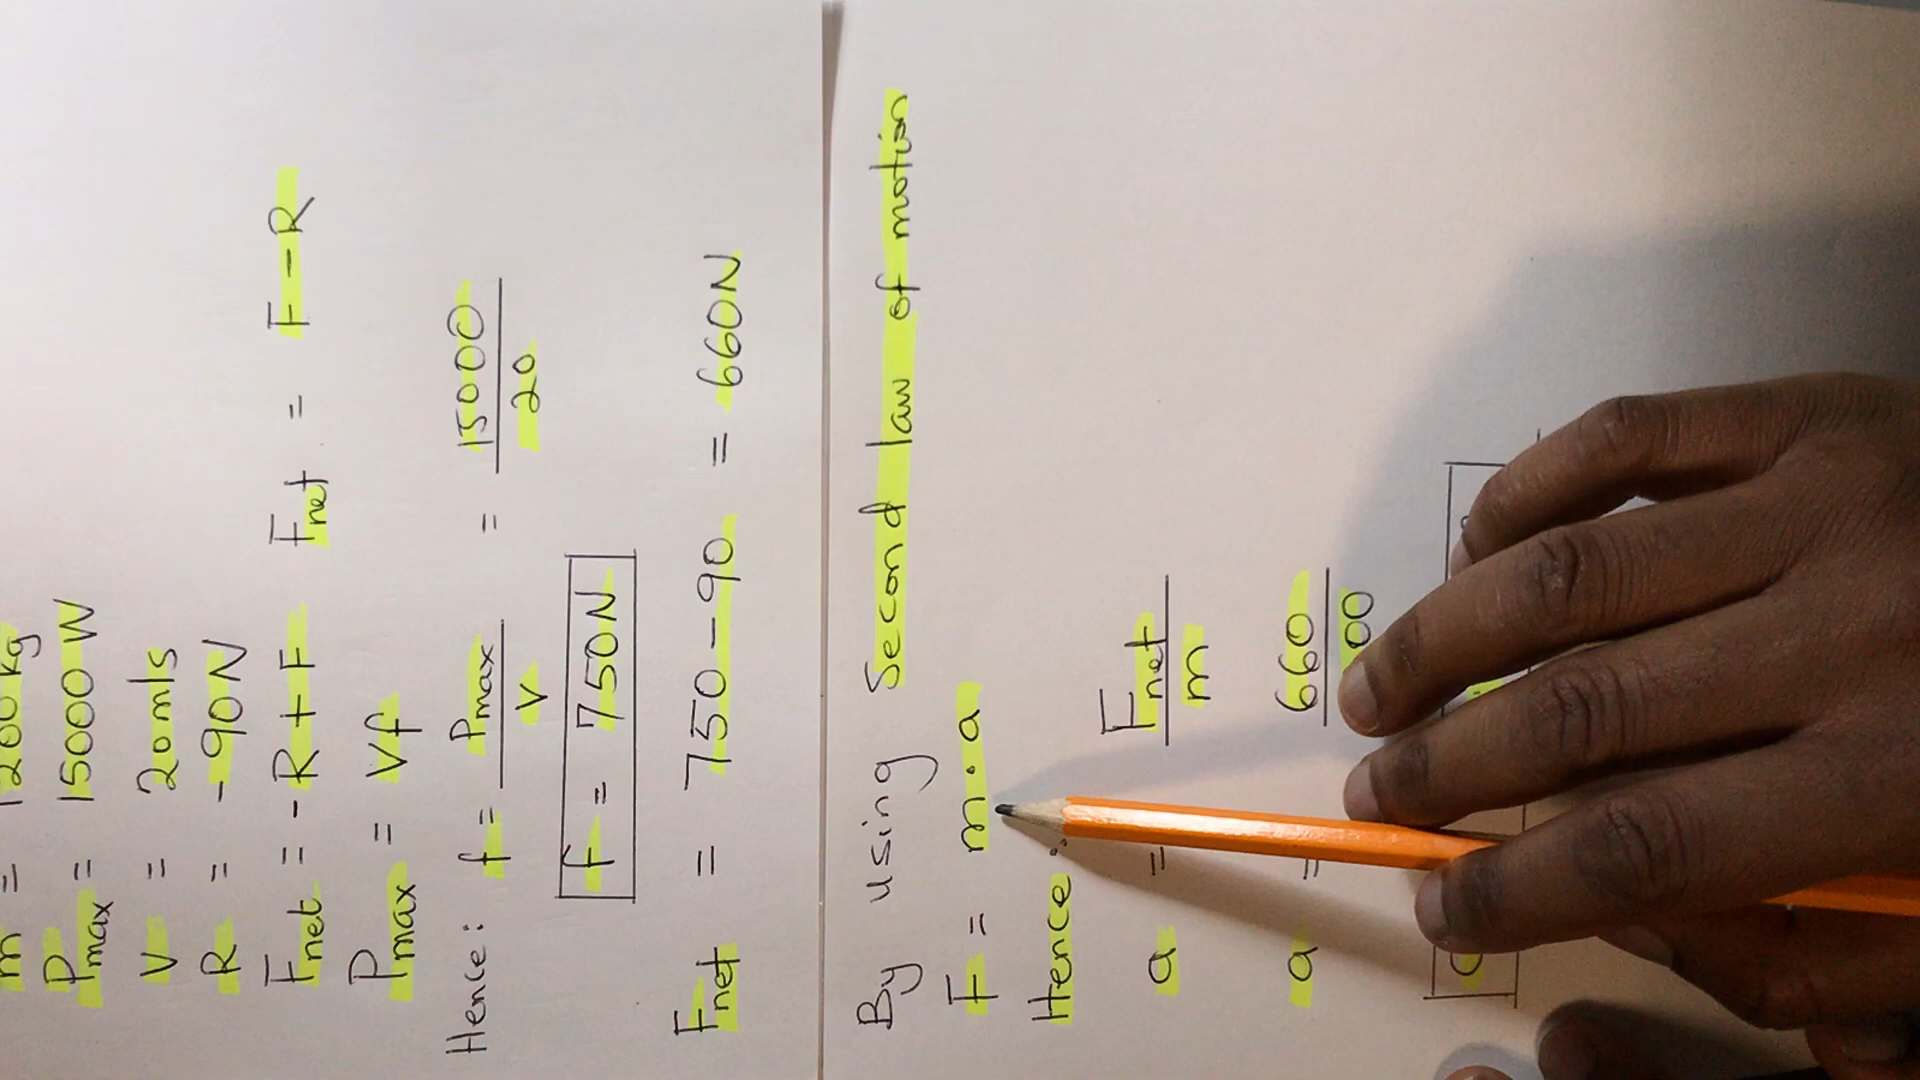 m = 1200 kg
Pmax = 15000 W
V = 20 m/s
R = -90N
Fnet = -R + F Fnet = F - R
Pmax = Vf
Hence: f = Pmax / V = 15000 / 20
f = 750N
Fnet = 750 - 90 = 660N
By using Second law of motion
F = m . a
Hence :
a = Fnet / m
a = 660 /